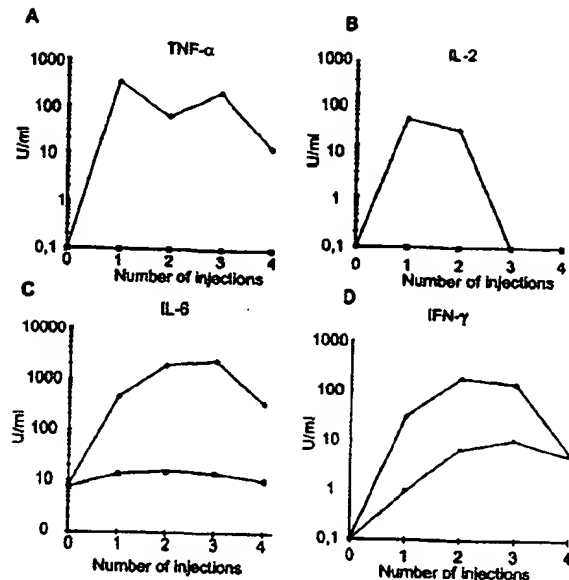 A
TNF-α
1000
100
10
1
0,1
U/ml
0 1 2 3 4
Number of injections
B
IL-2
1000
100
10
1
0,1
U/ml
0 1 2 3 4
Number of injections
C
IL-6
10000
1000
100
10
0
U/ml
0 1 2 3 4
Number of injections
D
IFN-γ
1000
100
10
1
0,1
U/ml
0 1 2 3 4
Number of injections